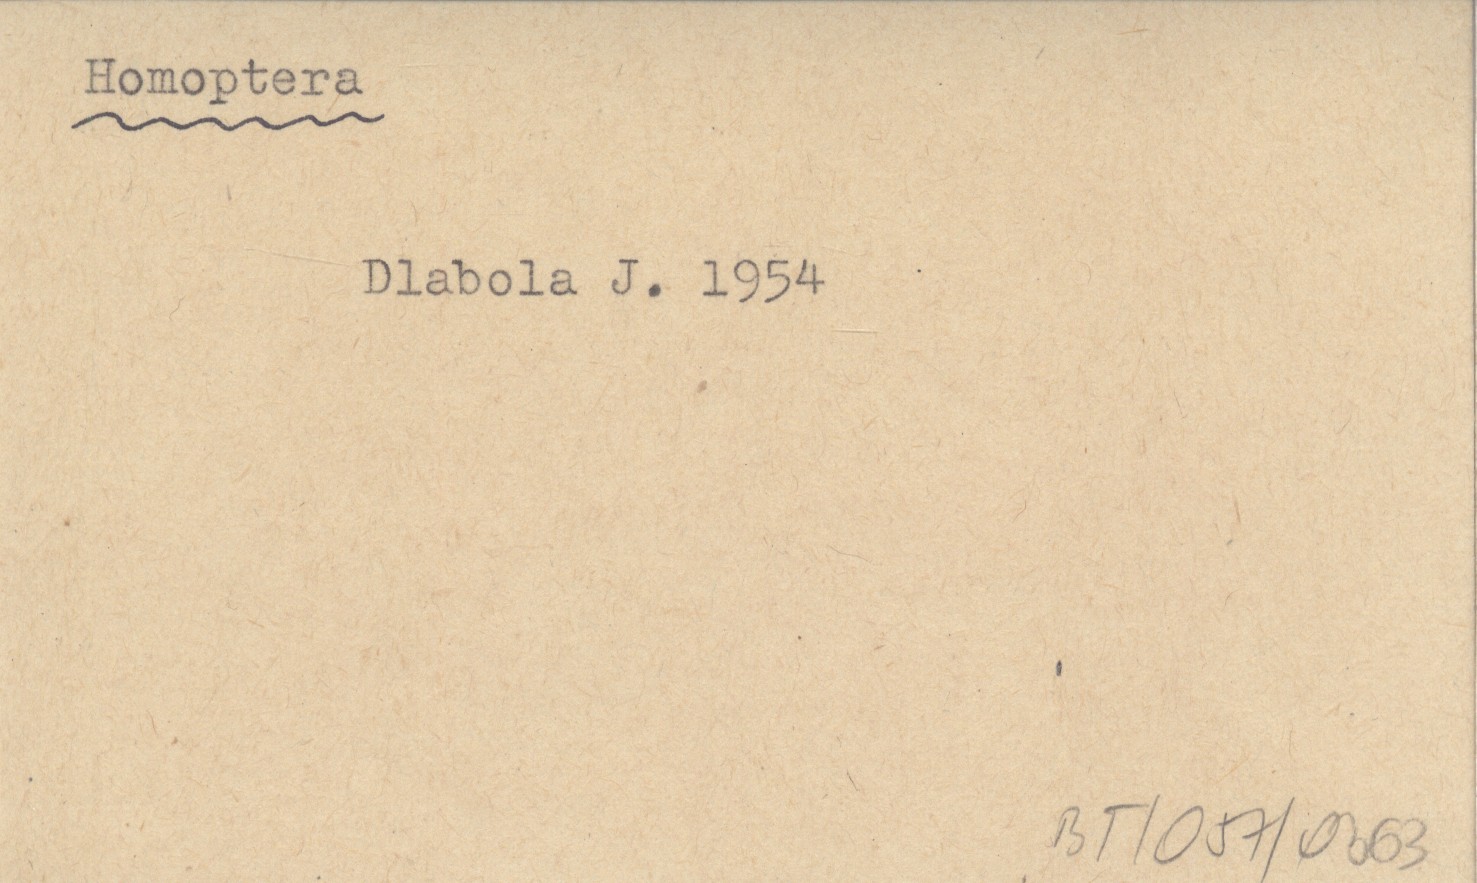 Homoptera
Dlabola J. 1954
BT/057/0363